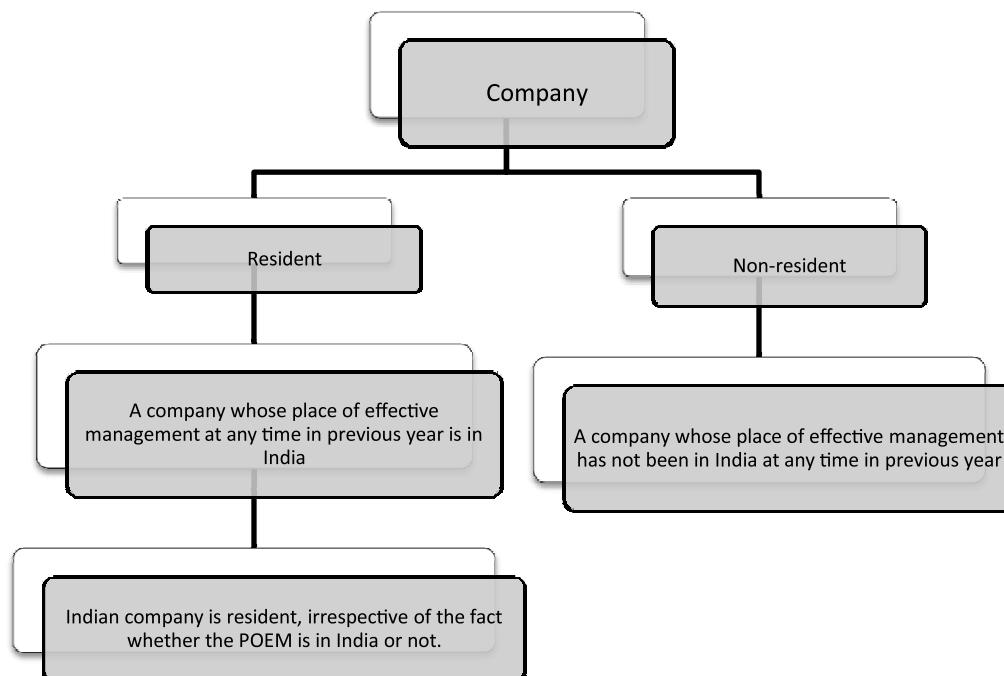 Company
Resident
Non-resident
A company whose place of effective
management at any time in previous year is in
India
A company whose place of effective management
has not been in India at any time in previous year
Indian company is resident, irrespective of the fact
whether the POEM is in India or not.